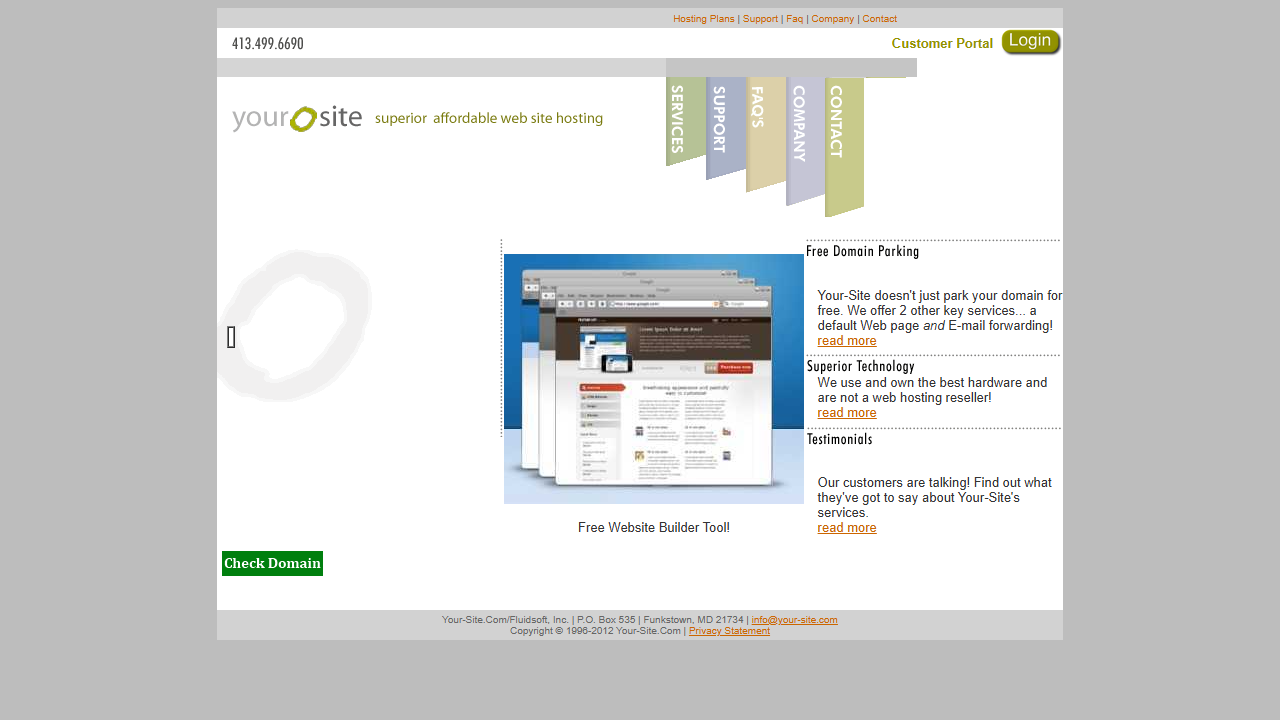 Hosting Plans | Support | Faq | Company | Contact
413.499.6690
Customer Portal Login
SERVICES
SUPPORT
FAQ'S
COMPANY
CONTACT
your site superior affordable web site hosting
Free Domain Parking
Your-Site doesn't just park your domain for
free. We offer 2 other key services... a
default Web page and E-mail forwarding!
read more
Superior Technology
We use and own the best hardware and
are not a web hosting reseller!
read more
Testimonials
Our customers are talking! Find out what
they've got to say about Your-Site's
services.
read more
Free Website Builder Tool!
Check Domain
Your-Site.Com/Fluidsoft, Inc. | P.O. Box 535 | Funkstown, MD 21734 | info@your-site.com
Copyright © 1996-2012 Your-Site.Com | Privacy Statement